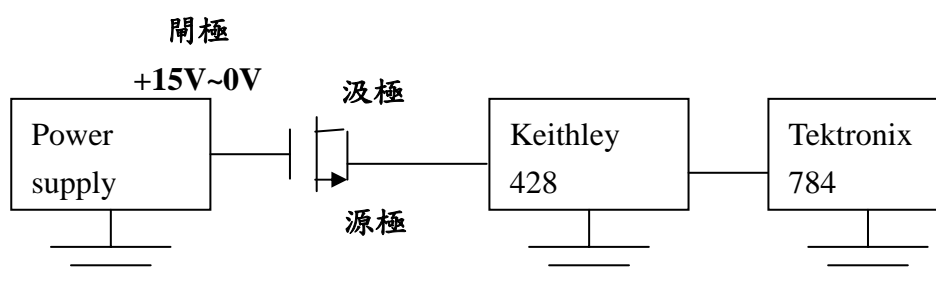 閘極
+15V~0V
汲極
Power
supply
Keithley
428
Tektronix
784
源極